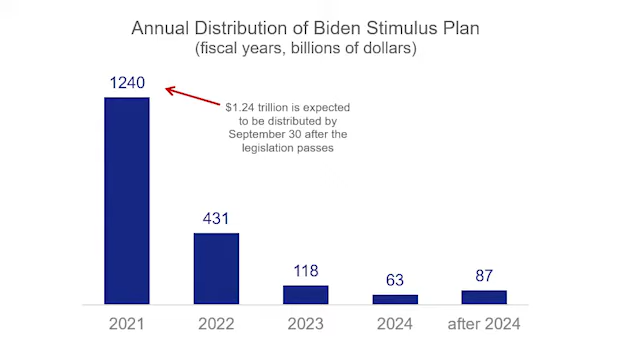 Annual Distribution of Biden Stimulus Plan
(fiscal years, billions of dollars)
1240
$1.24 trillion is expected
to be distributed by
September 30 after the
legislation passes
431
118
63
87
2021
2022
2023
2024
after 2024